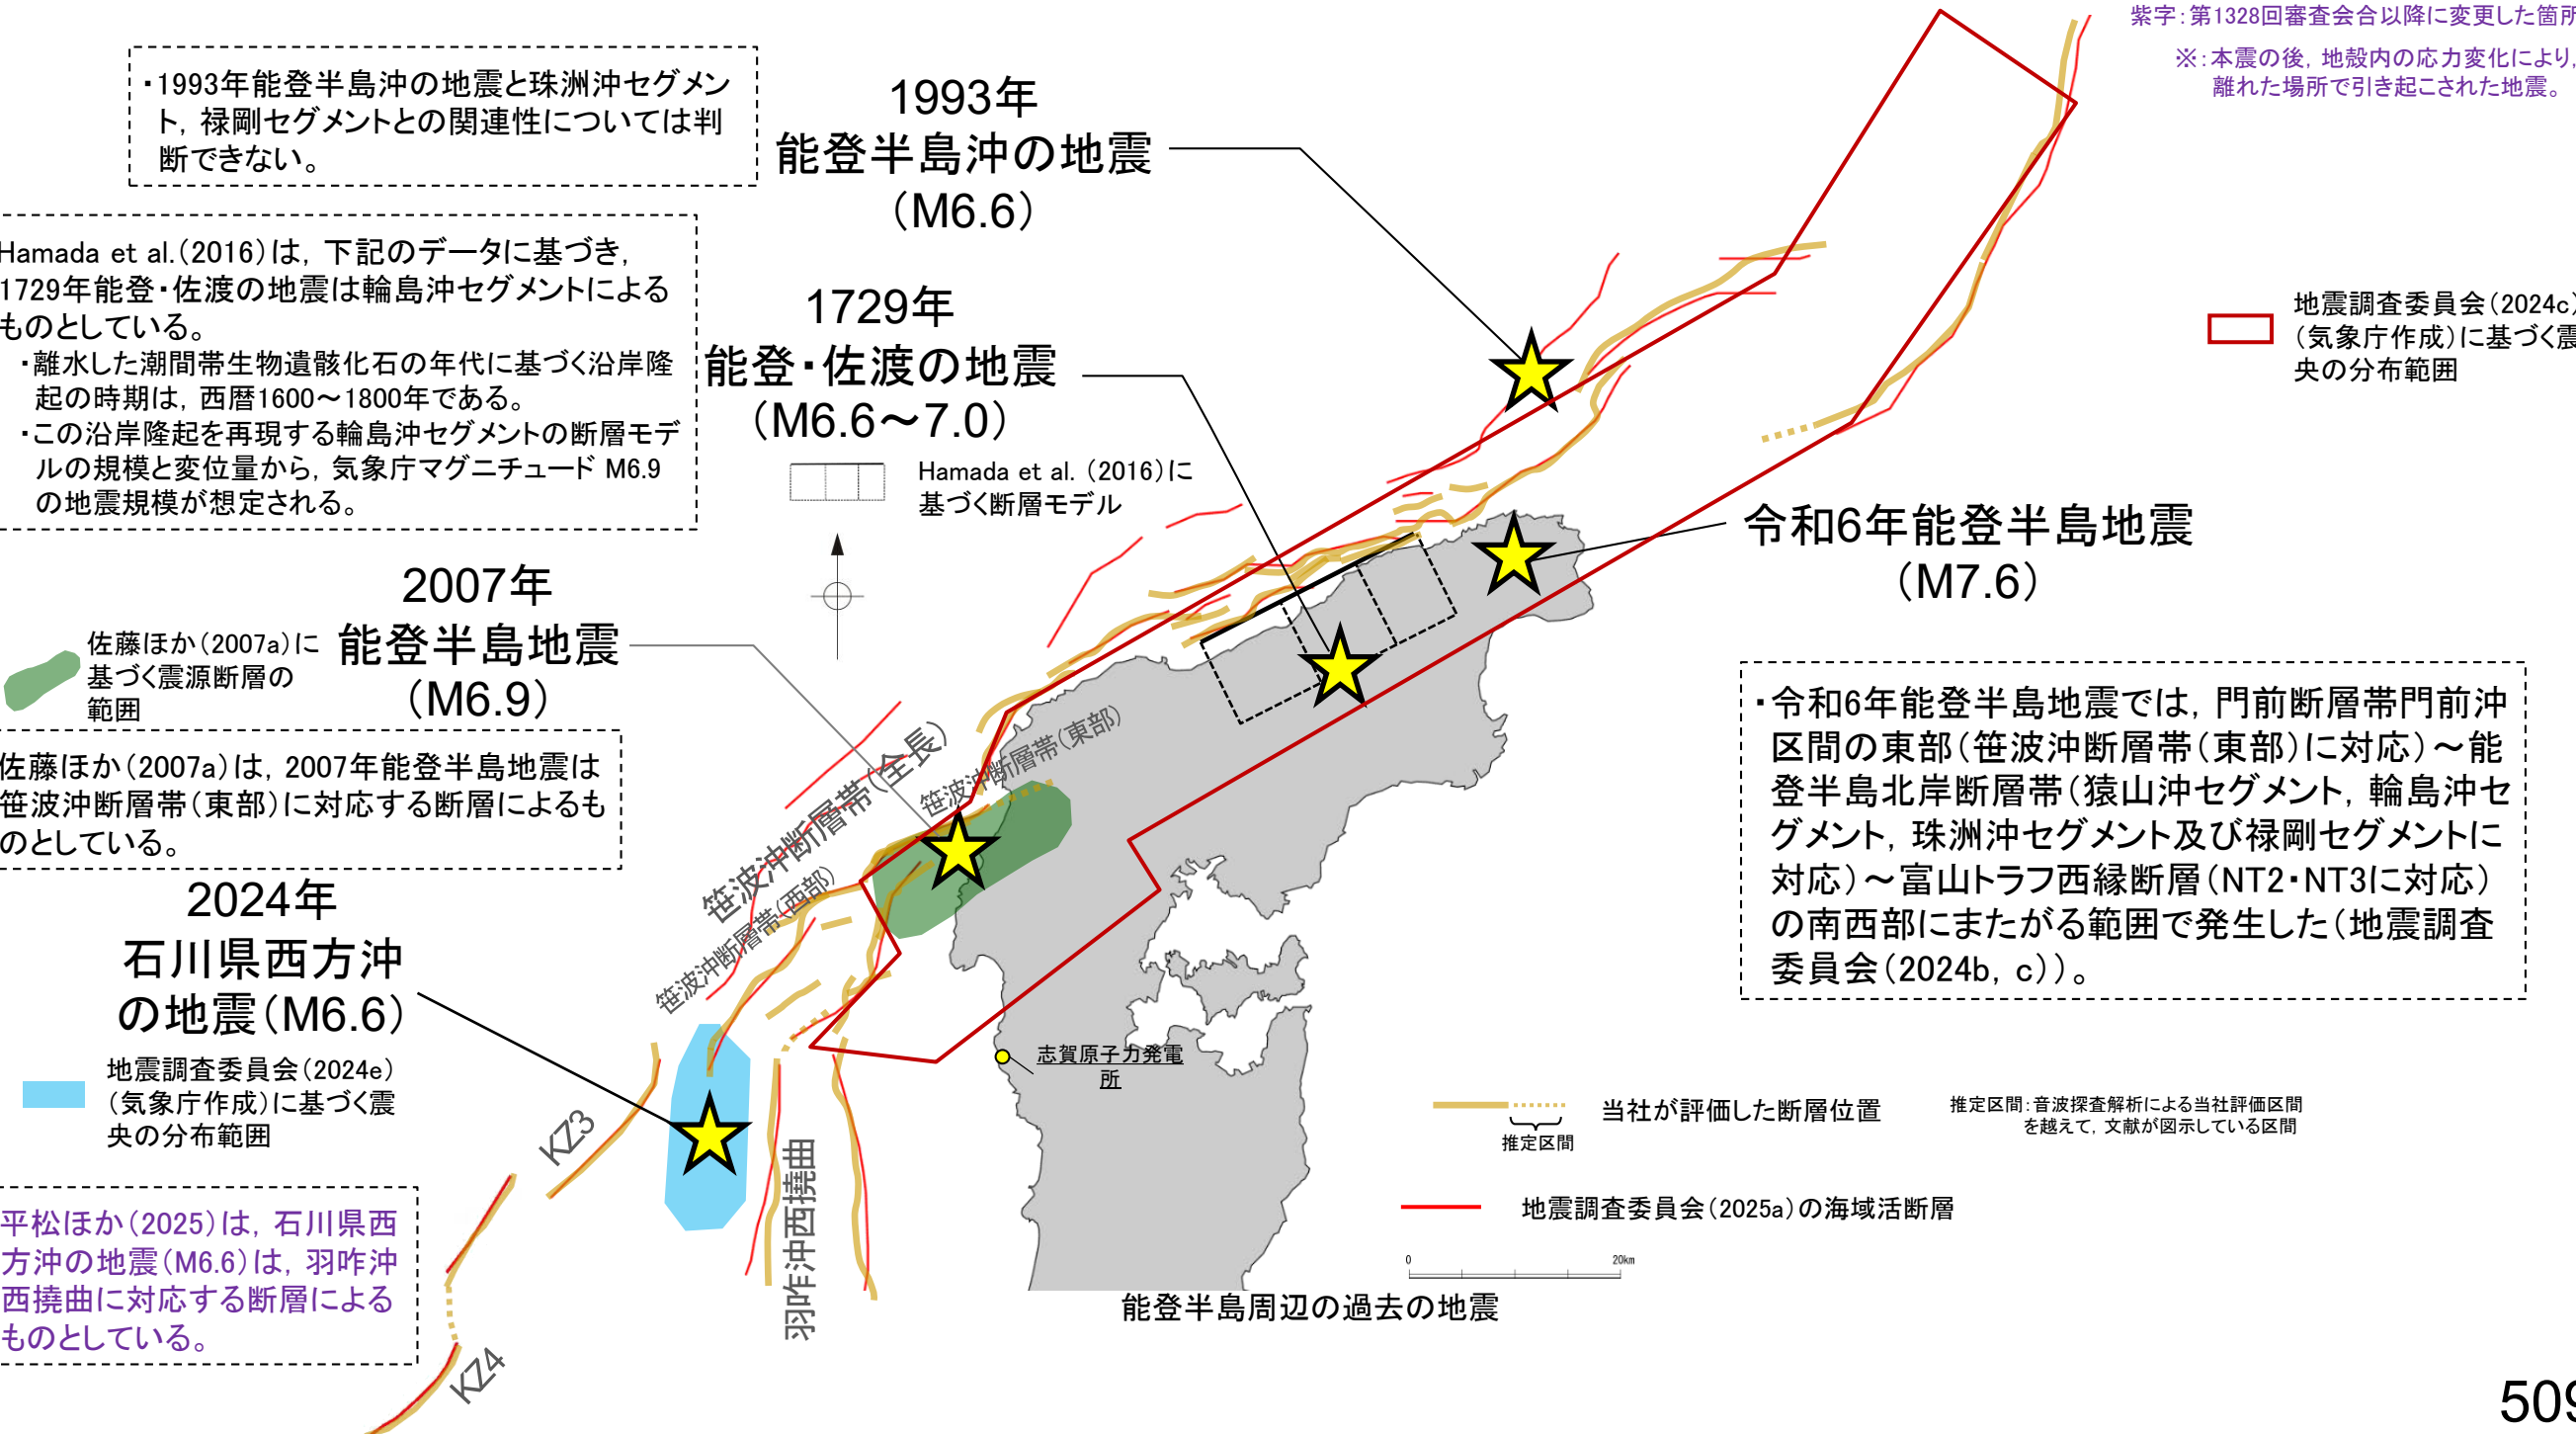 紫字：第1328回審査会合以降に変更した箇所
※：本震の後，地殻内の応力変化により，
離れた場所で引き起こされた地震。
・1993年能登半島沖の地震と珠洲沖セグメン
ト，禄剛セグメントとの関連性については判
断できない。
1993年
能登半島沖の地震
（M6.6）
Hamada et al.（2016）は，下記のデータに基づき，
1729年能登・佐渡の地震は輪島沖セグメントによる
ものとしている。
・離水した潮間帯生物遺骸化石の年代に基づく沿岸隆
起の時期は，西暦1600～1800年である。
・この沿岸隆起を再現する輪島沖セグメントの断層モデ
ルの規模と変位量から，気象庁マグニチュード M6.9
の地震規模が想定される。
1729年
能登・佐渡の地震
（M6.6～7.0）
Hamada et al.（2016）に
基づく断層モデル
地震調査委員会（2024c）
（気象庁作成）に基づく震
央の分布範囲
令和6年能登半島地震
（M7.6）
2007年
能登半島地震
（M6.9）
佐藤ほか（2007a）に
基づく震源断層の
範囲
佐藤ほか（2007a）は，2007年能登半島地震は
笹波沖断層帯（東部）に対応する断層によるも
のとしている。
・令和6年能登半島地震では，門前断層帯門前沖
区間の東部（笹波沖断層帯（東部）に対応）～能
登半島北岸断層帯（猿山沖セグメント，輪島沖セ
グメント，珠洲沖セグメント及び禄剛セグメントに
対応）～富山トラフ西縁断層（NT2・NT3に対応）
の南西部にまたがる範囲で発生した（地震調査
委員会（2024b，c））。
笹波沖断層帯（全長）
笹波沖断層帯（東部）
笹波沖断層帯（西部）
2024年
石川県西方沖
の地震（M6.6）
地震調査委員会（2024e）
（気象庁作成）に基づく震
央の分布範囲
志賀原子力発電
所
KZ3
羽咋沖西撓曲
KZ4
平松ほか（2025）は，石川県西
方沖の地震（M6.6）は，羽咋沖
西撓曲に対応する断層による
ものとしている。
当社が評価した断層位置
推定区間
推定区間：音波探査解析による当社評価区間
を越えて，文献が図示している区間
地震調査委員会（2025a）の海域活断層
0 20km
能登半島周辺の過去の地震
509